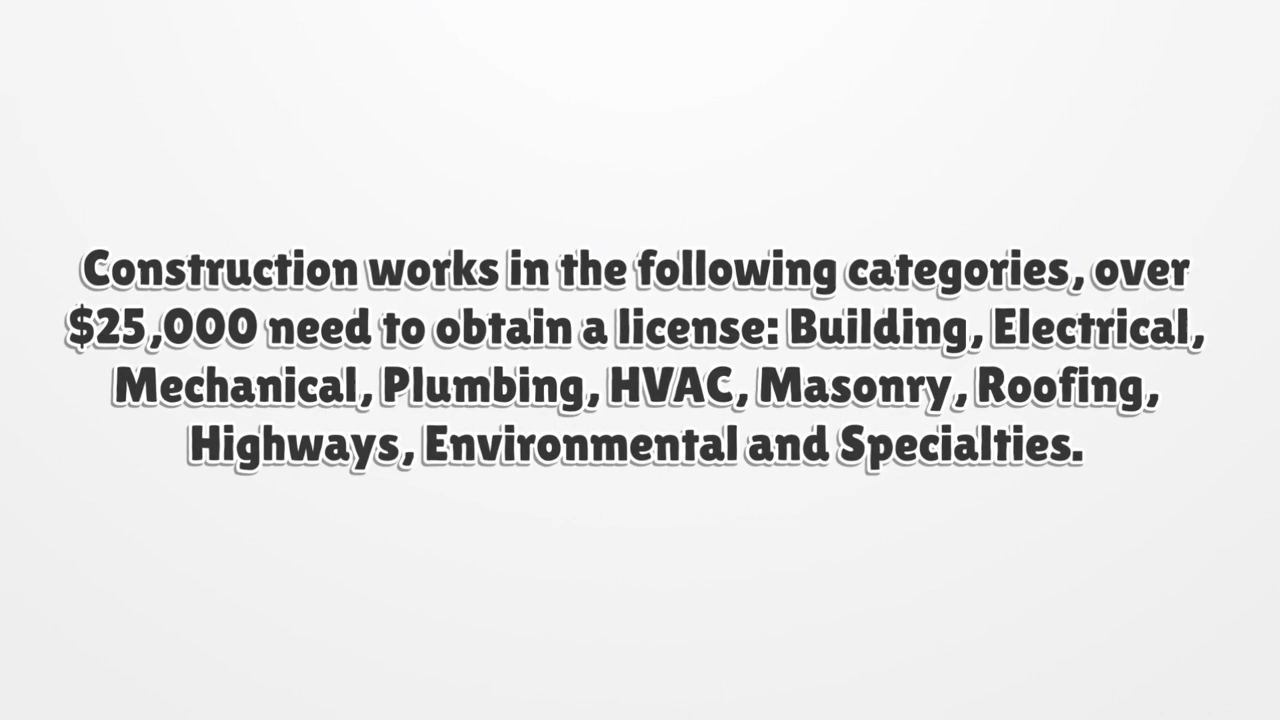 Construction works in the following categories, over
$25,000 need to obtain a license: Building, Electrical,
Mechanical, Plumbing, HVAC, Masonry, Roofing,
Highways, Environmental and Specialties.